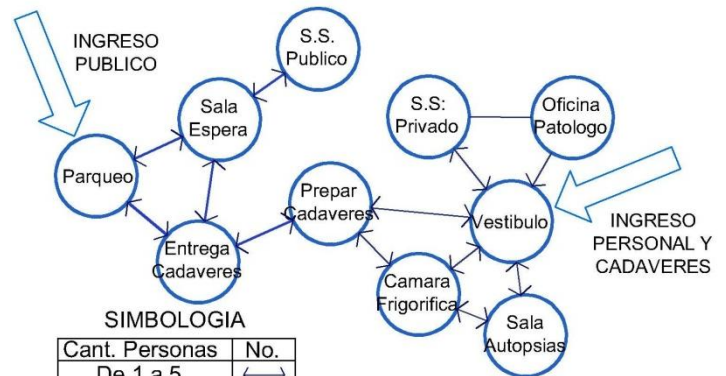 INGRESO
PUBLICO
S.S.
Publico
Sala
Espera
S.S:
Privado
Oficina
Patologo
Parqueo
Prepar
Cadaveres
Vestibulo
INGRESO
PERSONAL Y
CADAVERES
Entrega
Cadaveres
Camara
Frigorifica
Sala
Autopsias
SIMBOLOGIA
Cant. Personas No.
De 1 a 5